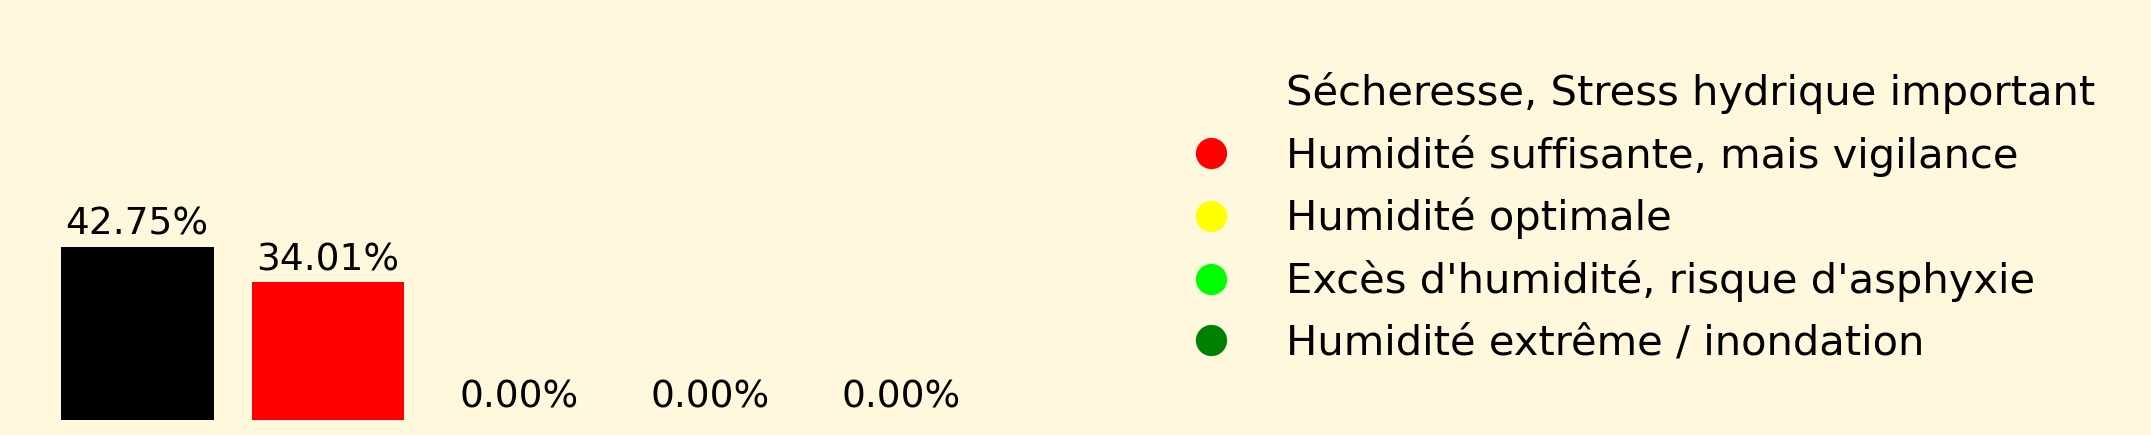 42.75%
34.01%
0.00%
0.00%
0.00%
Sécheresse, Stress hydrique important
Humidité suffisante, mais vigilance
Humidité optimale
Excès d'humidité, risque d'asphyxie
Humidité extrême / inondation